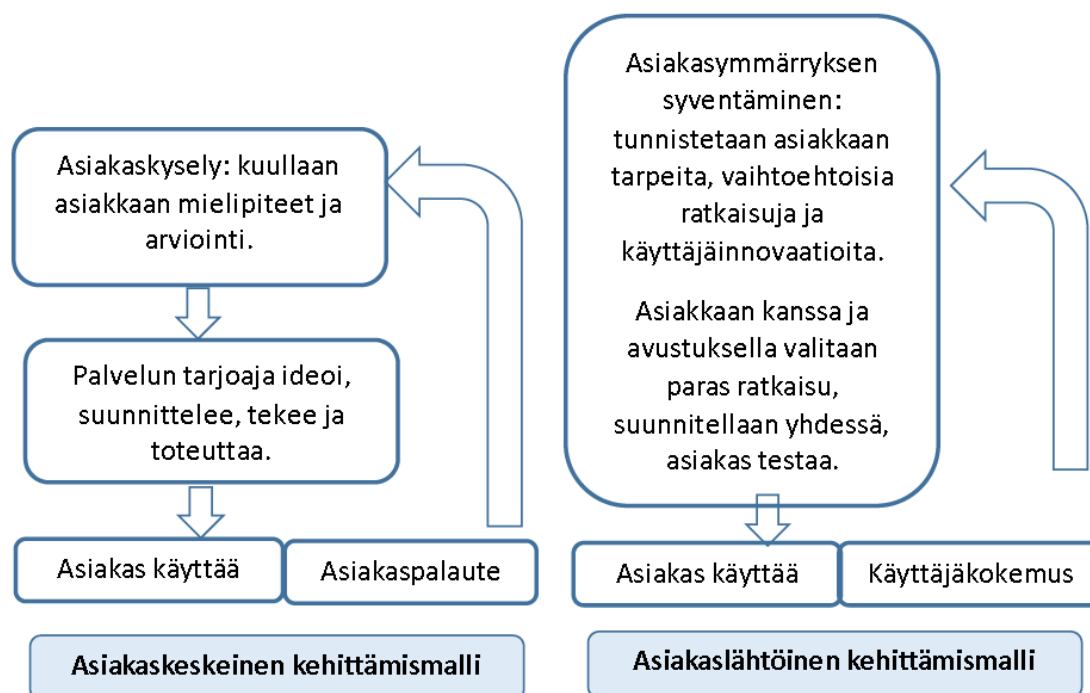 Asiakaskysely: kuullaan
asiakkaan mielipiteet ja
arviointi.
Palvelun tarjoaja ideoi,
suunnittelee, tekee ja
toteuttaa.
Asiakas käyttää
Asiakaspalaute
Asiakaskeskeinen kehittämismalli
Asiakasymmärryksen
syventäminen:
tunnistetaan asiakkaan
tarpeita, vaihtoehtoisia
ratkaisuja ja
käyttäjäinnovaatioita.
Asiakkaan kanssa ja
avustuksella valitaan
paras ratkaisu,
suunnitellaan yhdessä,
asiakas testaa.
Asiakas käyttää
Käyttäjäkokemus
Asiakaslähtöinen kehittämismalli